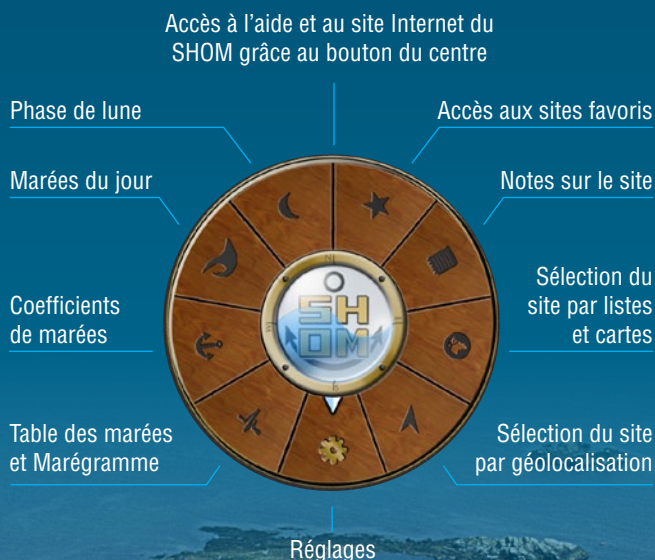 Accès à l’aide et au site Internet du
SHOM grâce au bouton du centre
Phase de lune
Accès aux sites favoris
Marées du jour
Notes sur le site
Coefficients
de marées
Sélection du
site par listes
et cartes
Table des marées
et Marégramme
Sélection du site
par géolocalisation
Réglages
SH
OM
N